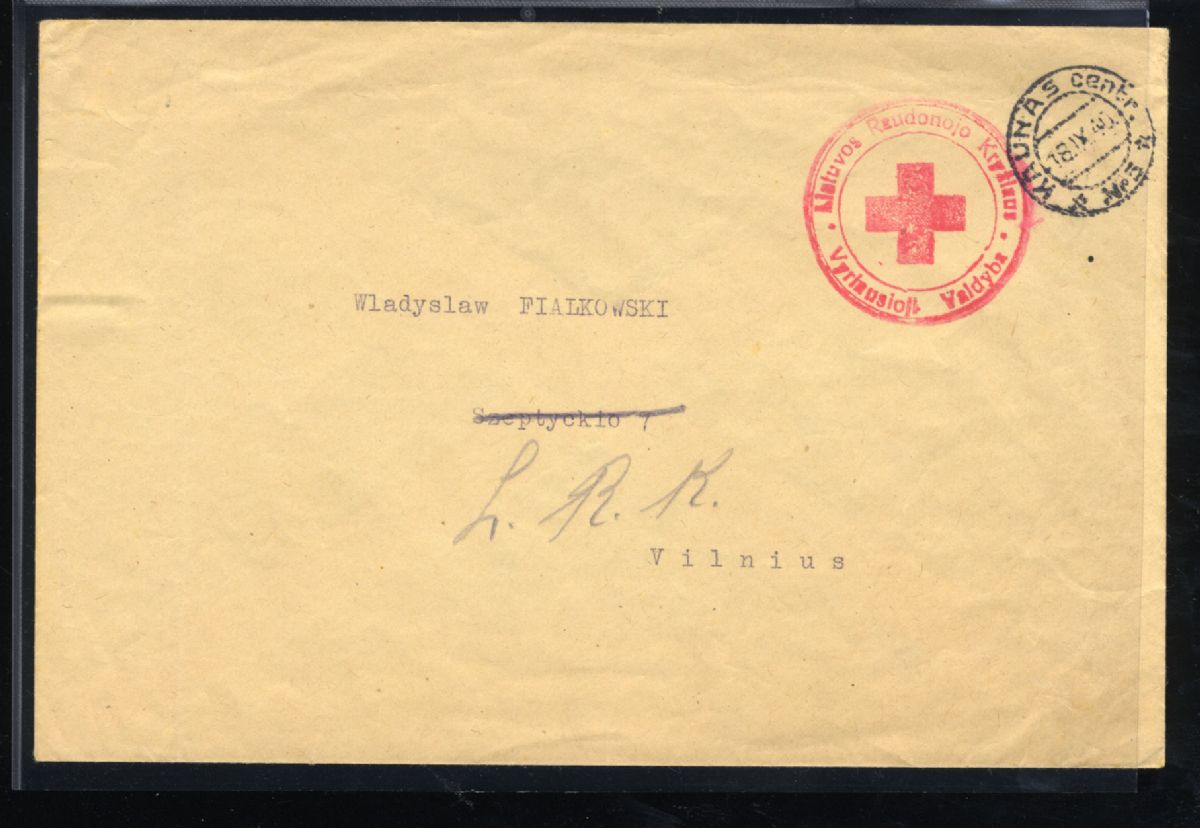 KAUNAS centr.
Lietuvos Raudonojo Kryžiaus
Vyriausioji Valdyba
Wladyslaw FIALKOWSKI
Szeptyckio 7
L. R. K.
Vilnius